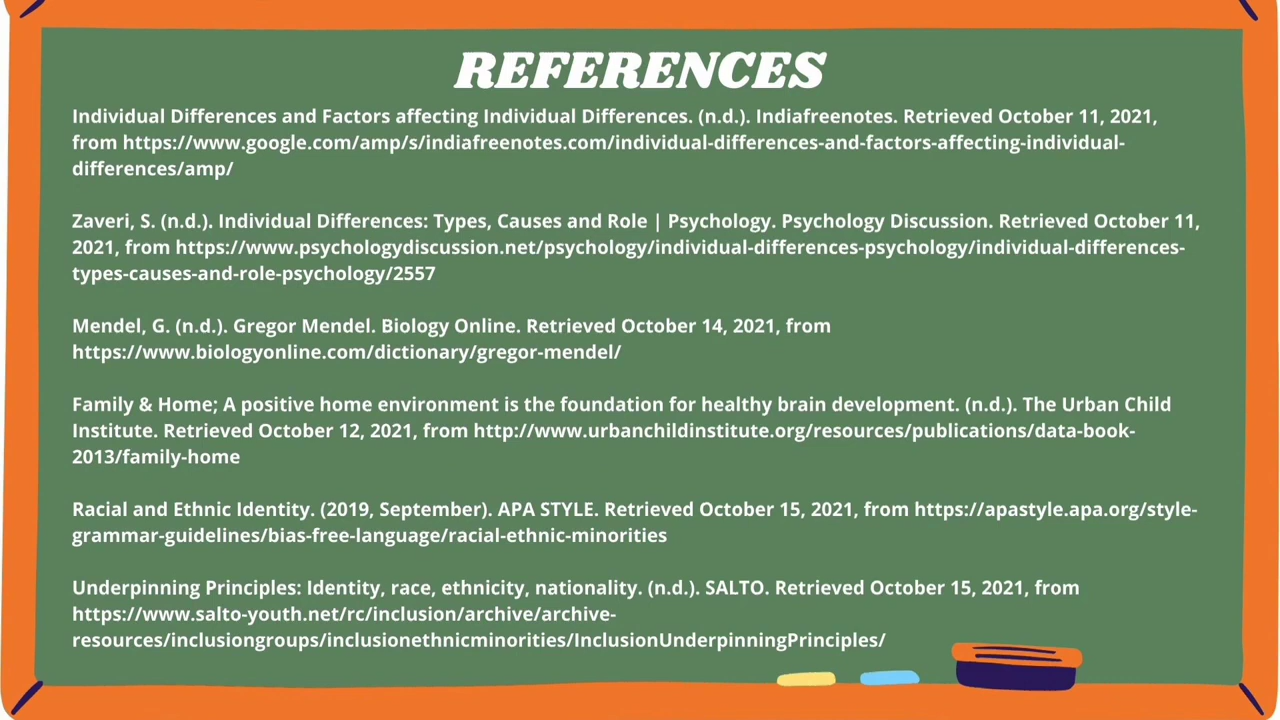 REFERENCES
Individual Differences and Factors affecting Individual Differences. (n.d.). Indiafreenotes. Retrieved October 11, 2021,
from https://www.google.com/amp/s/indiafreenotes.com/individual-differences-and-factors-affecting-individual-
differences/amp/
Zaveri, S. (n.d.). Individual Differences: Types, Causes and Role | Psychology. Psychology Discussion. Retrieved October 11,
2021, from https://www.psychologydiscussion.net/psychology/individual-differences-psychology/individual-differences-
types-causes-and-role-psychology/2557
Mendel, G. (n.d.). Gregor Mendel. Biology Online. Retrieved October 14, 2021, from
https://www.biologyonline.com/dictionary/gregor-mendel/
Family & Home; A positive home environment is the foundation for healthy brain development. (n.d.). The Urban Child
Institute. Retrieved October 12, 2021, from http://www.urbanchildinstitute.org/resources/publications/data-book-
2013/family-home
Racial and Ethnic Identity. (2019, September). APA STYLE. Retrieved October 15, 2021, from https://apastyle.apa.org/style-
grammar-guidelines/bias-free-language/racial-ethnic-minorities
Underpinning Principles: Identity, race, ethnicity, nationality. (n.d.). SALTO. Retrieved October 15, 2021, from
https://www.salto-youth.net/rc/inclusion/archive/archive-
resources/inclusiongroups/inclusionethnicminorities/InclusionUnderpinningPrinciples/